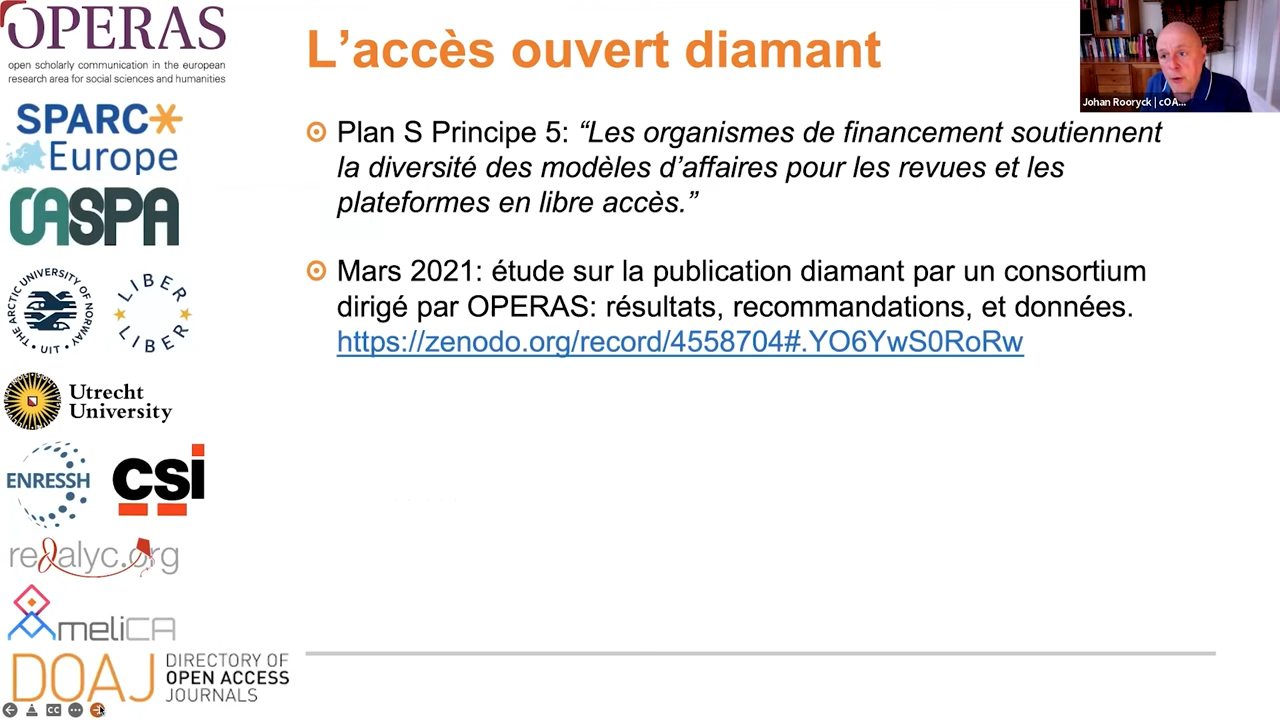 OPERAS
open scholarly communication in the european
research area for social sciences and humanities
SPARC
Europe
OASPA
THE ARCTIC UNIVERSITY OF NORWAY
UIT
LIBER
LIBER
Utrecht
University
ENRESSH
csi
redalyc.org
AmeliCA
DOAJ
DIRECTORY OF
OPEN ACCESS
JOURNALS
CC
L’accès ouvert diamant
Plan S Principe 5: “Les organismes de financement soutiennent
la diversité des modèles d’affaires pour les revues et les
plateformes en libre accès.”
Mars 2021: étude sur la publication diamant par un consortium
dirigé par OPERAS: résultats, recommandations, et données.
https://zenodo.org/record/4558704#.YO6YwS0RoRw
Johan Rooryck | cOA...